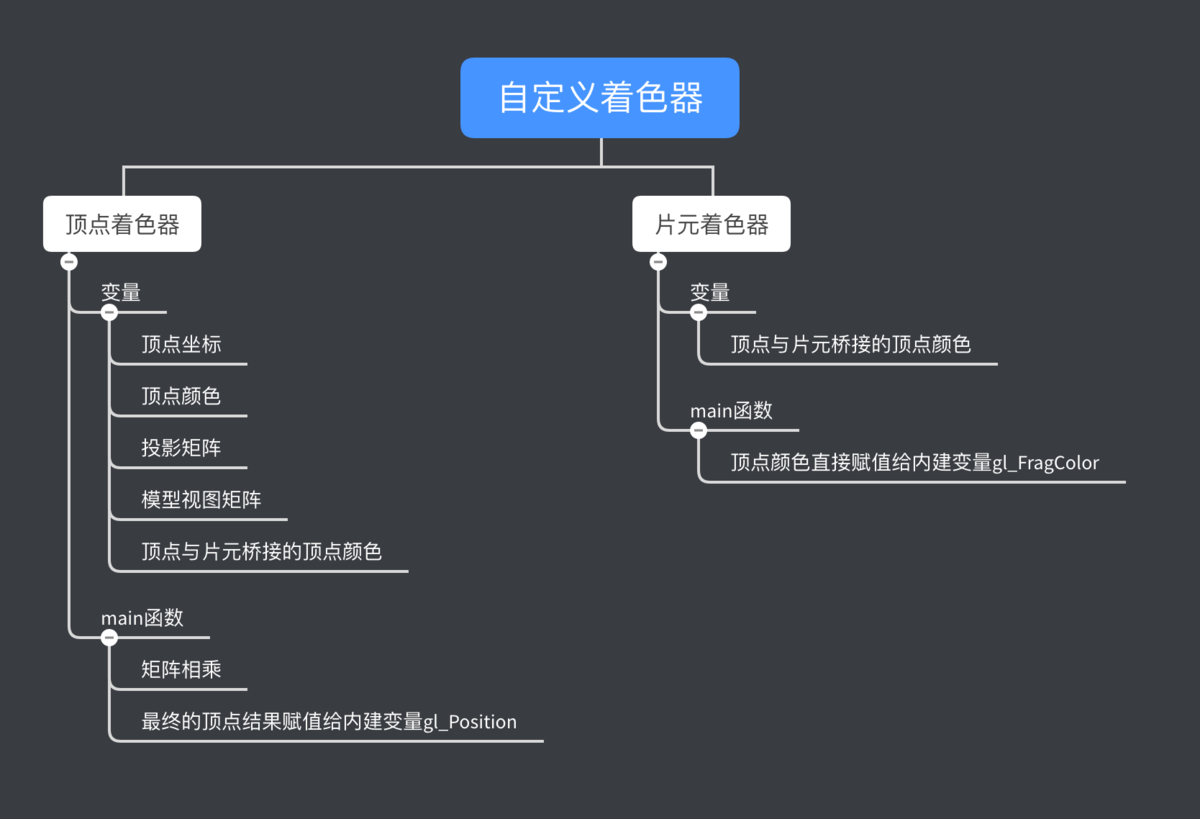 自定义着色器
顶点着色器
变量
顶点坐标
顶点颜色
投影矩阵
模型视图矩阵
顶点与片元桥接的顶点颜色
main函数
矩阵相乘
最终的顶点结果赋值给内建变量gl_Position
片元着色器
变量
顶点与片元桥接的顶点颜色
main函数
顶点颜色直接赋值给内建变量gl_FragColor